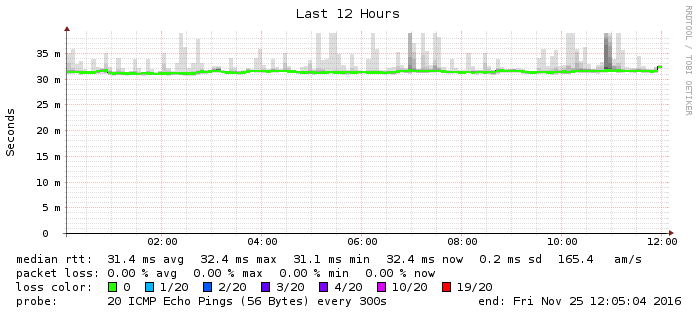 Last 12 Hours
RRDTOOL / TOBI OETIKER
Seconds
35 m
30 m
25 m
20 m
15 m
10 m
5 m
0
02:00 04:00 06:00 08:00 10:00 12:00
median rtt: 31.4 ms avg 32.4 ms max 31.1 ms min 32.4 ms now 0.2 ms sd 165.4 am/s
packet loss: 0.00 % avg 0.00 % max 0.00 % min 0.00 % now
loss color: 0 1/20 2/20 3/20 4/20 10/20 19/20
probe: 20 ICMP Echo Pings (56 Bytes) every 300s end: Fri Nov 25 12:05:04 2016